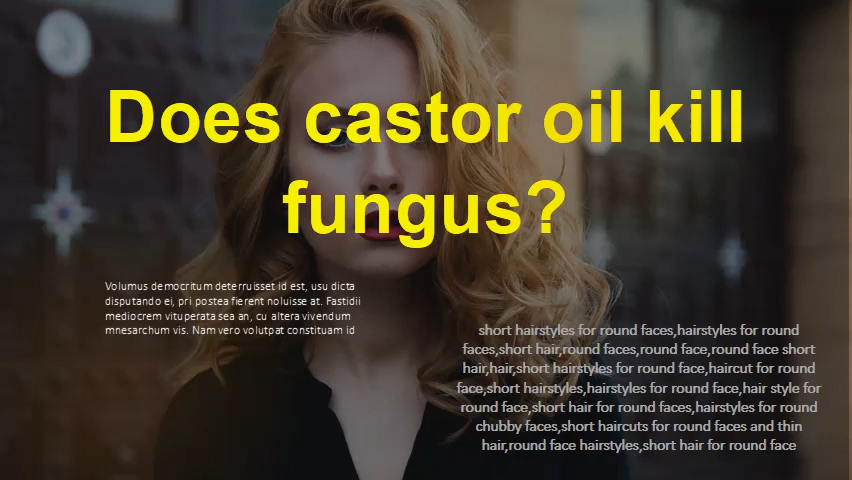 Does castor oil kill
fungus?
Volumus democritum deterruisset id est, usu dicta
disputando ei, pri postea fierent noluisse at. Fastidii
mediocrem vituperata sea an, cu altera vivendum
mnesarchum vis. Nam vero volutpat constituam id
short hairstyles for round faces,hairstyles for round
faces,short hair,round faces,round face,round face short
hair,hair,short hairstyles for round face,haircut for round
face,short hairstyles,hairstyles for round face,hair style for
round face,short hair for round faces,hairstyles for round
chubby faces,short haircuts for round faces and thin
hair,round face hairstyles,short hair for round face